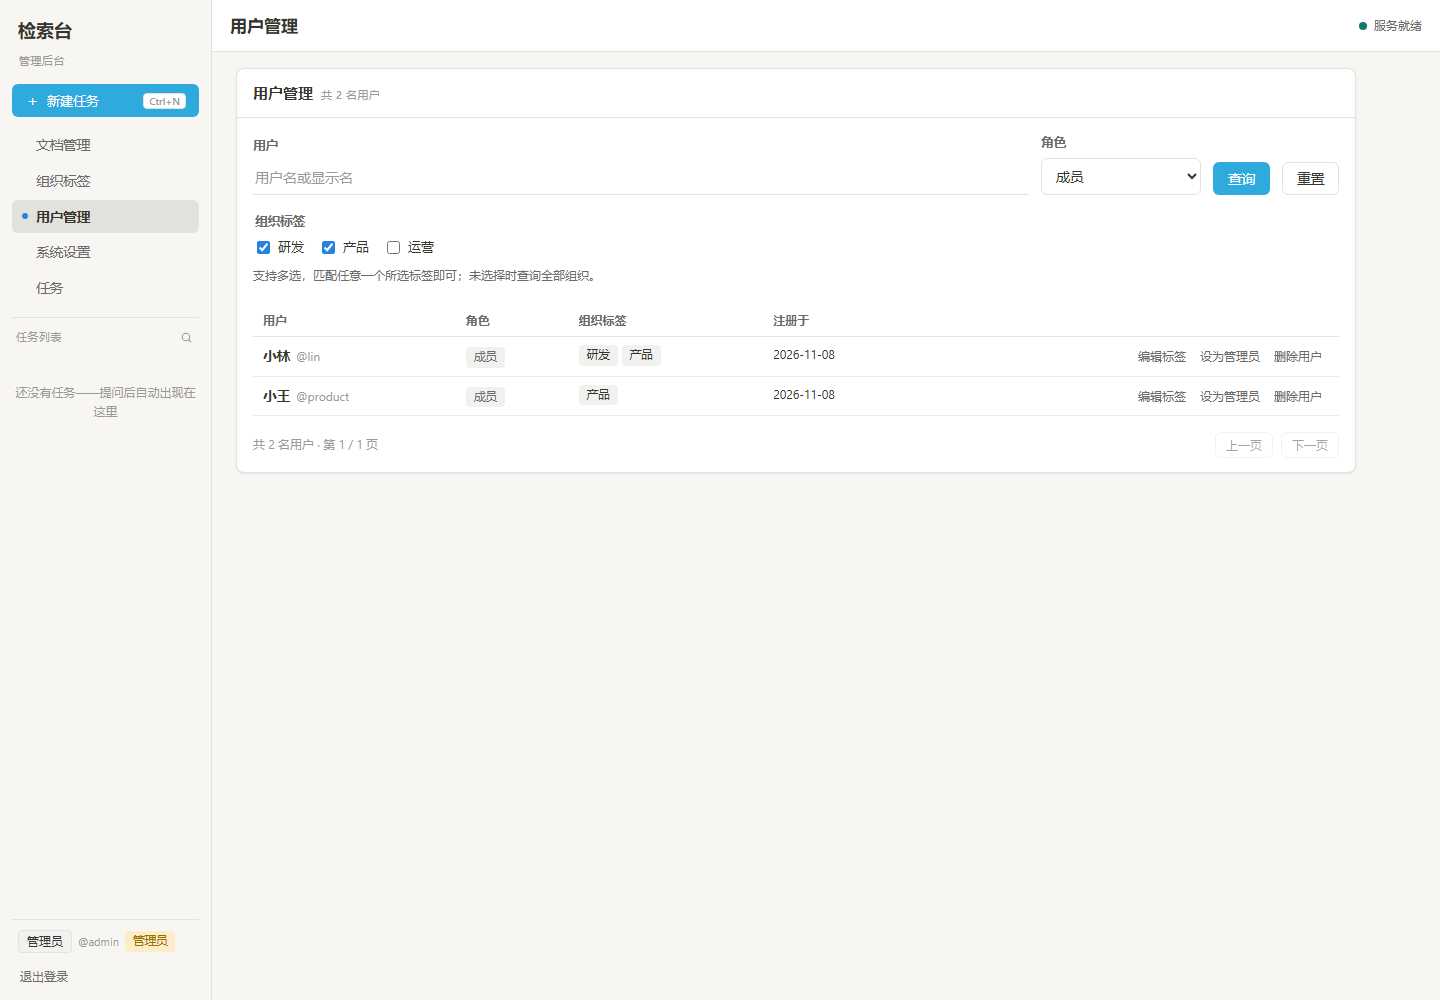 检索台
管理后台
+ 新建任务 Ctrl+N
文档管理
组织标签
用户管理
系统设置
任务
任务列表
还没有任务——提问后自动出现在
这里
管理员 @admin 管理员
退出登录
用户管理
服务就绪
用户管理 共 2 名用户
用户
用户名或显示名
角色
成员
查询
重置
组织标签
研发 产品 运营
支持多选，匹配任意一个所选标签即可；未选择时查询全部组织。
用户 角色 组织标签 注册于
小林 @lin 成员 研发 产品 2026-11-08 编辑标签 设为管理员 删除用户
小王 @product 成员 产品 2026-11-08 编辑标签 设为管理员 删除用户
共 2 名用户 · 第 1 / 1 页 上一页 下一页